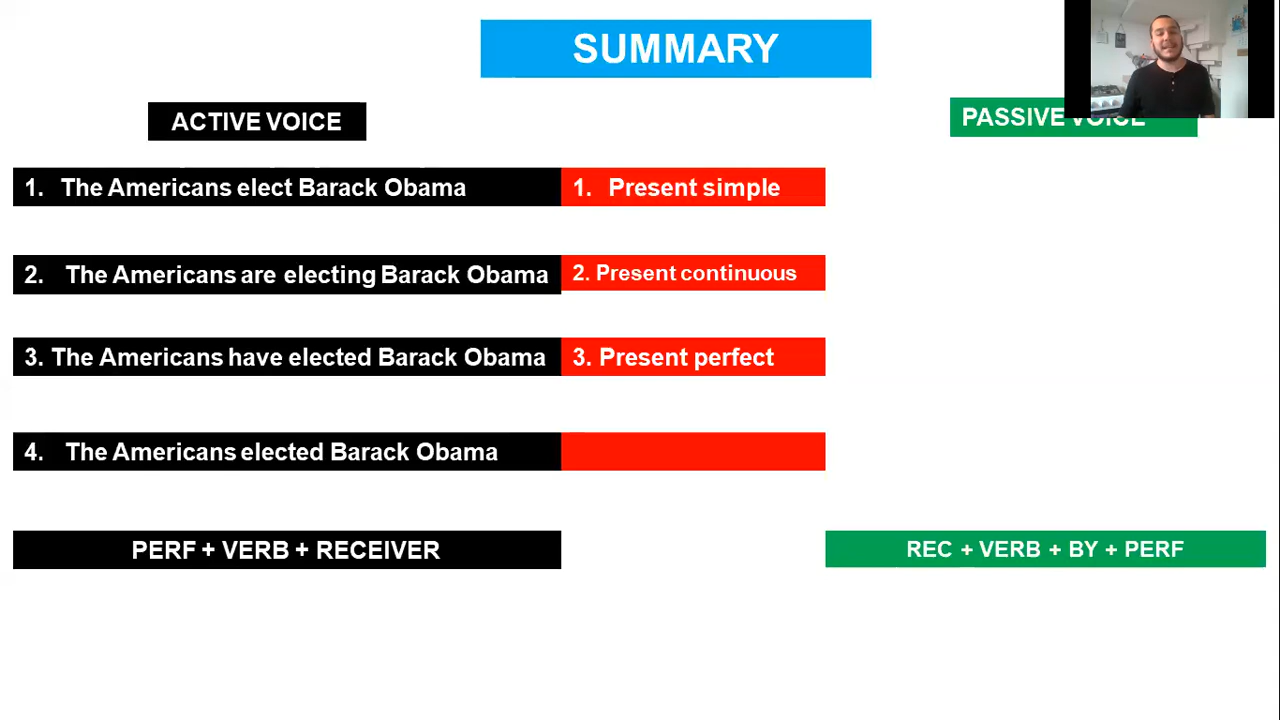 SUMMARY
ACTIVE VOICE
PASSIVE VOICE
1. The Americans elect Barack Obama
1. Present simple
2. The Americans are electing Barack Obama
2. Present continuous
3. The Americans have elected Barack Obama
3. Present perfect
4. The Americans elected Barack Obama
PERF + VERB + RECEIVER
REC + VERB + BY + PERF